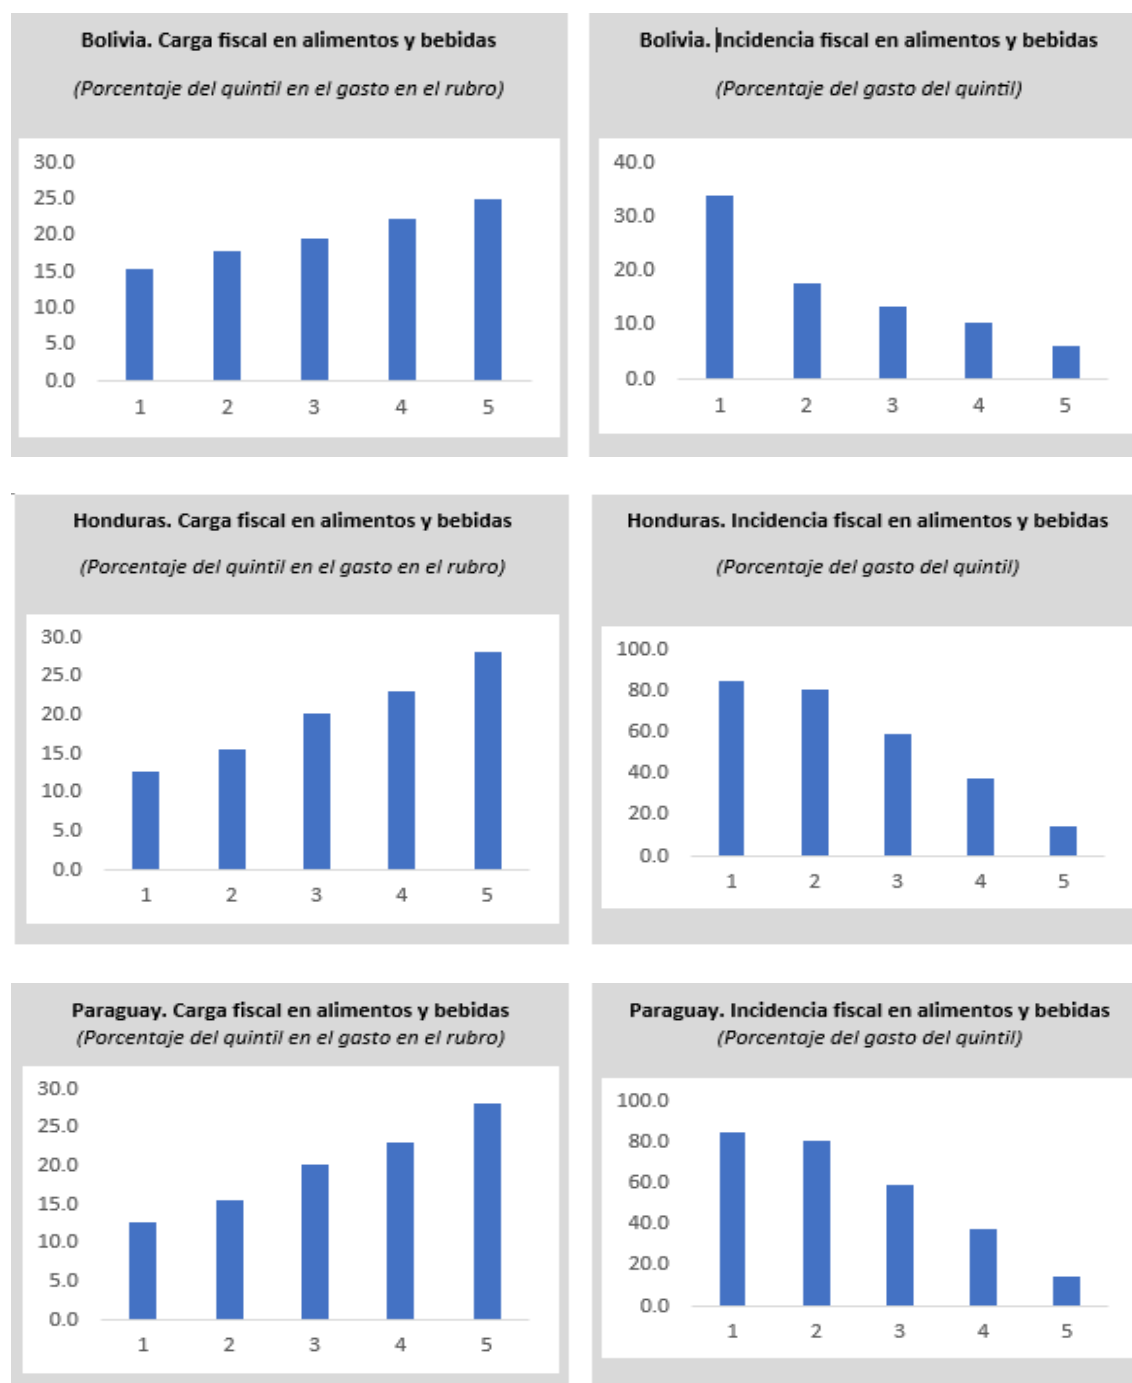 Bolivia. Carga fiscal en alimentos y bebidas
(Porcentaje del quintil en el gasto en el rubro)
30.0
25.0
20.0
15.0
10.0
5.0
0.0
1 2 3 4 5
Bolivia. Incidencia fiscal en alimentos y bebidas
(Porcentaje del gasto del quintil)
40.0
30.0
20.0
10.0
0.0
1 2 3 4 5
Honduras. Carga fiscal en alimentos y bebidas
(Porcentaje del quintil en el gasto en el rubro)
30.0
25.0
20.0
15.0
10.0
5.0
0.0
1 2 3 4 5
Honduras. Incidencia fiscal en alimentos y bebidas
(Porcentaje del gasto del quintil)
100.0
80.0
60.0
40.0
20.0
0.0
1 2 3 4 5
Paraguay. Carga fiscal en alimentos y bebidas
(Porcentaje del quintil en el gasto en el rubro)
30.0
25.0
20.0
15.0
10.0
5.0
0.0
1 2 3 4 5
Paraguay. Incidencia fiscal en alimentos y bebidas
(Porcentaje del gasto del quintil)
100.0
80.0
60.0
40.0
20.0
0.0
1 2 3 4 5